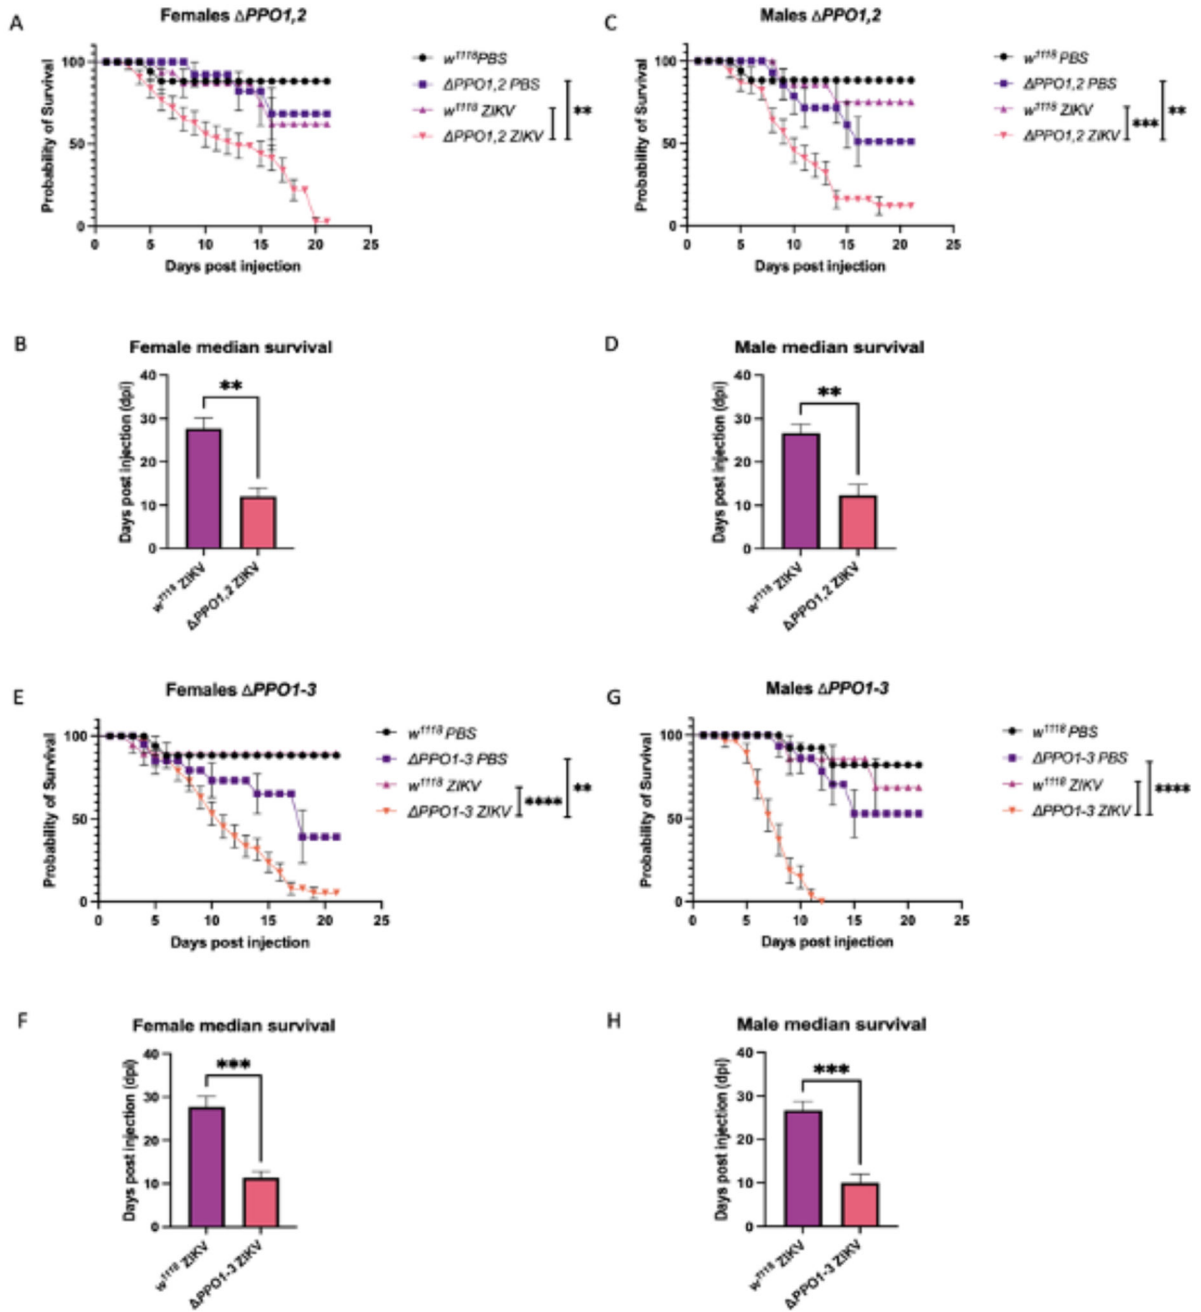 A
Females ΔPPO1,2
Probability of Survival
100
50
0
0 5 10 15 20 25
Days post injection
w1118PBS
ΔPPO1,2 PBS
w1118 ZIKV
ΔPPO1,2 ZIKV
**
C
Males ΔPPO1,2
Probability of Survival
100
50
0
0 5 10 15 20 25
Days post injection
w1118 PBS
ΔPPO1,2 PBS
w1118 ZIKV
ΔPPO1,2 ZIKV
***
**
B
Female median survival
Days post injection (dpi)
40
30
20
10
0
**
w1118 ZIKV
ΔPPO1,2 ZIKV
D
Male median survival
Days post injection (dpi)
40
30
20
10
0
**
w1118 ZIKV
ΔPPO1,2 ZIKV
E
Females ΔPPO1-3
Probability of Survival
100
50
0
0 5 10 15 20 25
Days post injection
w1118 PBS
ΔPPO1-3 PBS
w1118 ZIKV
ΔPPO1-3 ZIKV
****
**
G
Males ΔPPO1-3
Probability of Survival
100
50
0
0 5 10 15 20 25
Days post injection
w1118 PBS
ΔPPO1-3 PBS
w1118 ZIKV
ΔPPO1-3 ZIKV
****
F
Female median survival
Days post injection (dpi)
40
30
20
10
0
***
w1118 ZIKV
ΔPPO1-3 ZIKV
H
Male median survival
Days post injection (dpi)
40
30
20
10
0
***
w1118 ZIKV
ΔPPO1-3 ZIKV